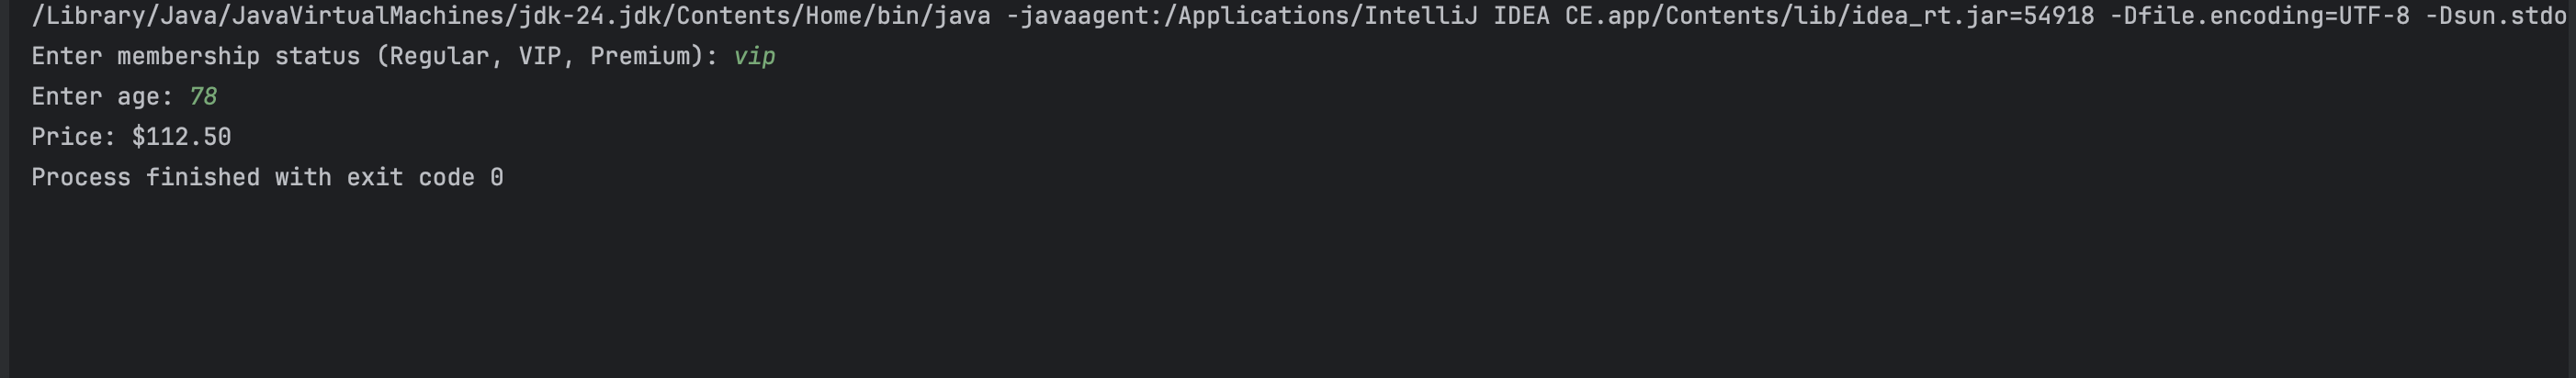 /Library/Java/JavaVirtualMachines/jdk-24.jdk/Contents/Home/bin/java -javaagent:/Applications/IntelliJ IDEA CE.app/Contents/lib/idea_rt.jar=54918 -Dfile.encoding=UTF-8 -Dsun.stdo
Enter membership status (Regular, VIP, Premium): vip
Enter age: 78
Price: $112.50
Process finished with exit code 0